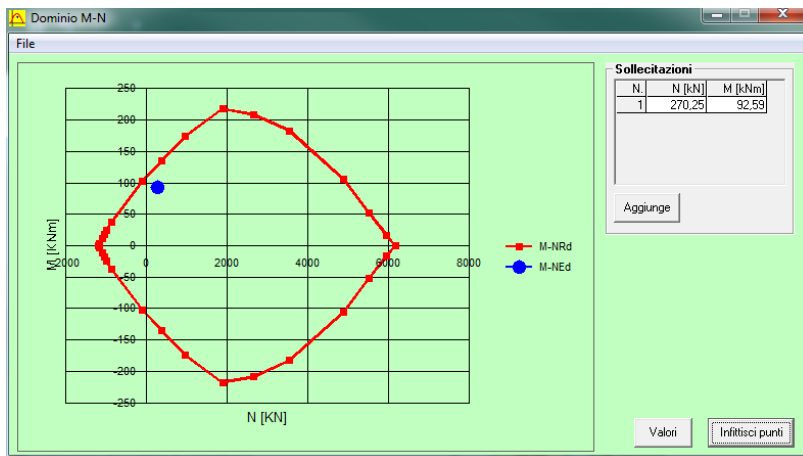 Dominio M-N
File
250
200
150
100
50
0
-50
-100
-150
-200
-250
-2000
0
2000
4000
6000
8000
M [KNm]
N [KN]
M-NRd
M-NEd
Sollecitazioni
N. N [kN] M [kNm]
1 270,25 92,59
Aggiunge
Valori
Infittisci punti